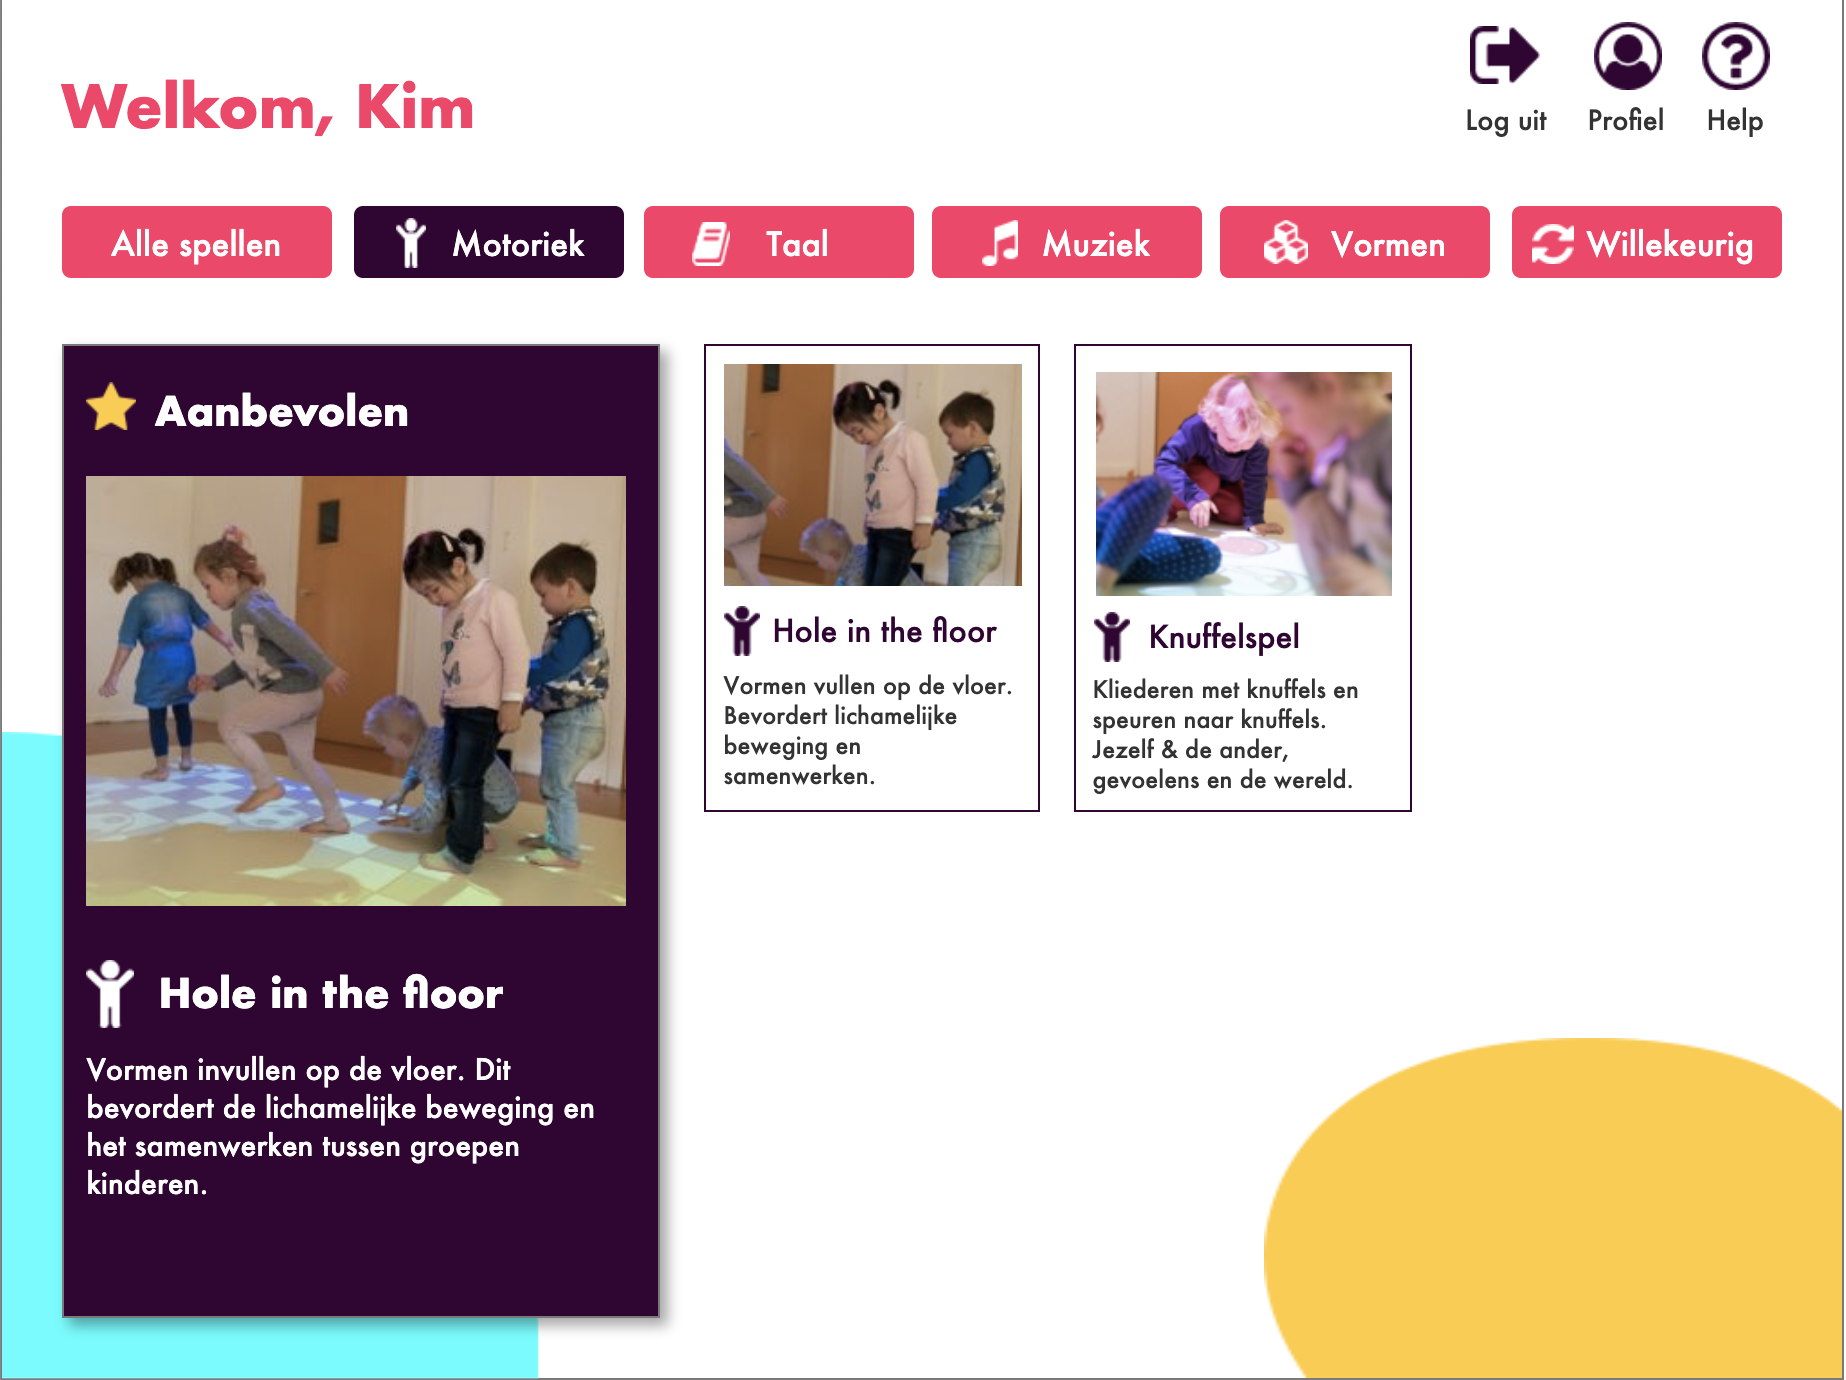 Welkom, Kim
Log uit
Profiel
Help
Alle spellen
Motoriek
Taal
Muziek
Vormen
Willekeurig
Aanbevolen
Hole in the floor
Vormen invullen op de vloer. Dit
bevordert de lichamelijke beweging en
het samenwerken tussen groepen
kinderen.
Hole in the floor
Vormen vullen op de vloer.
Bevordert lichamelijke
beweging en
samenwerken.
Knuffelspel
Kliederen met knuffels en
speuren naar knuffels.
Jezelf & de ander,
gevoelens en de wereld.